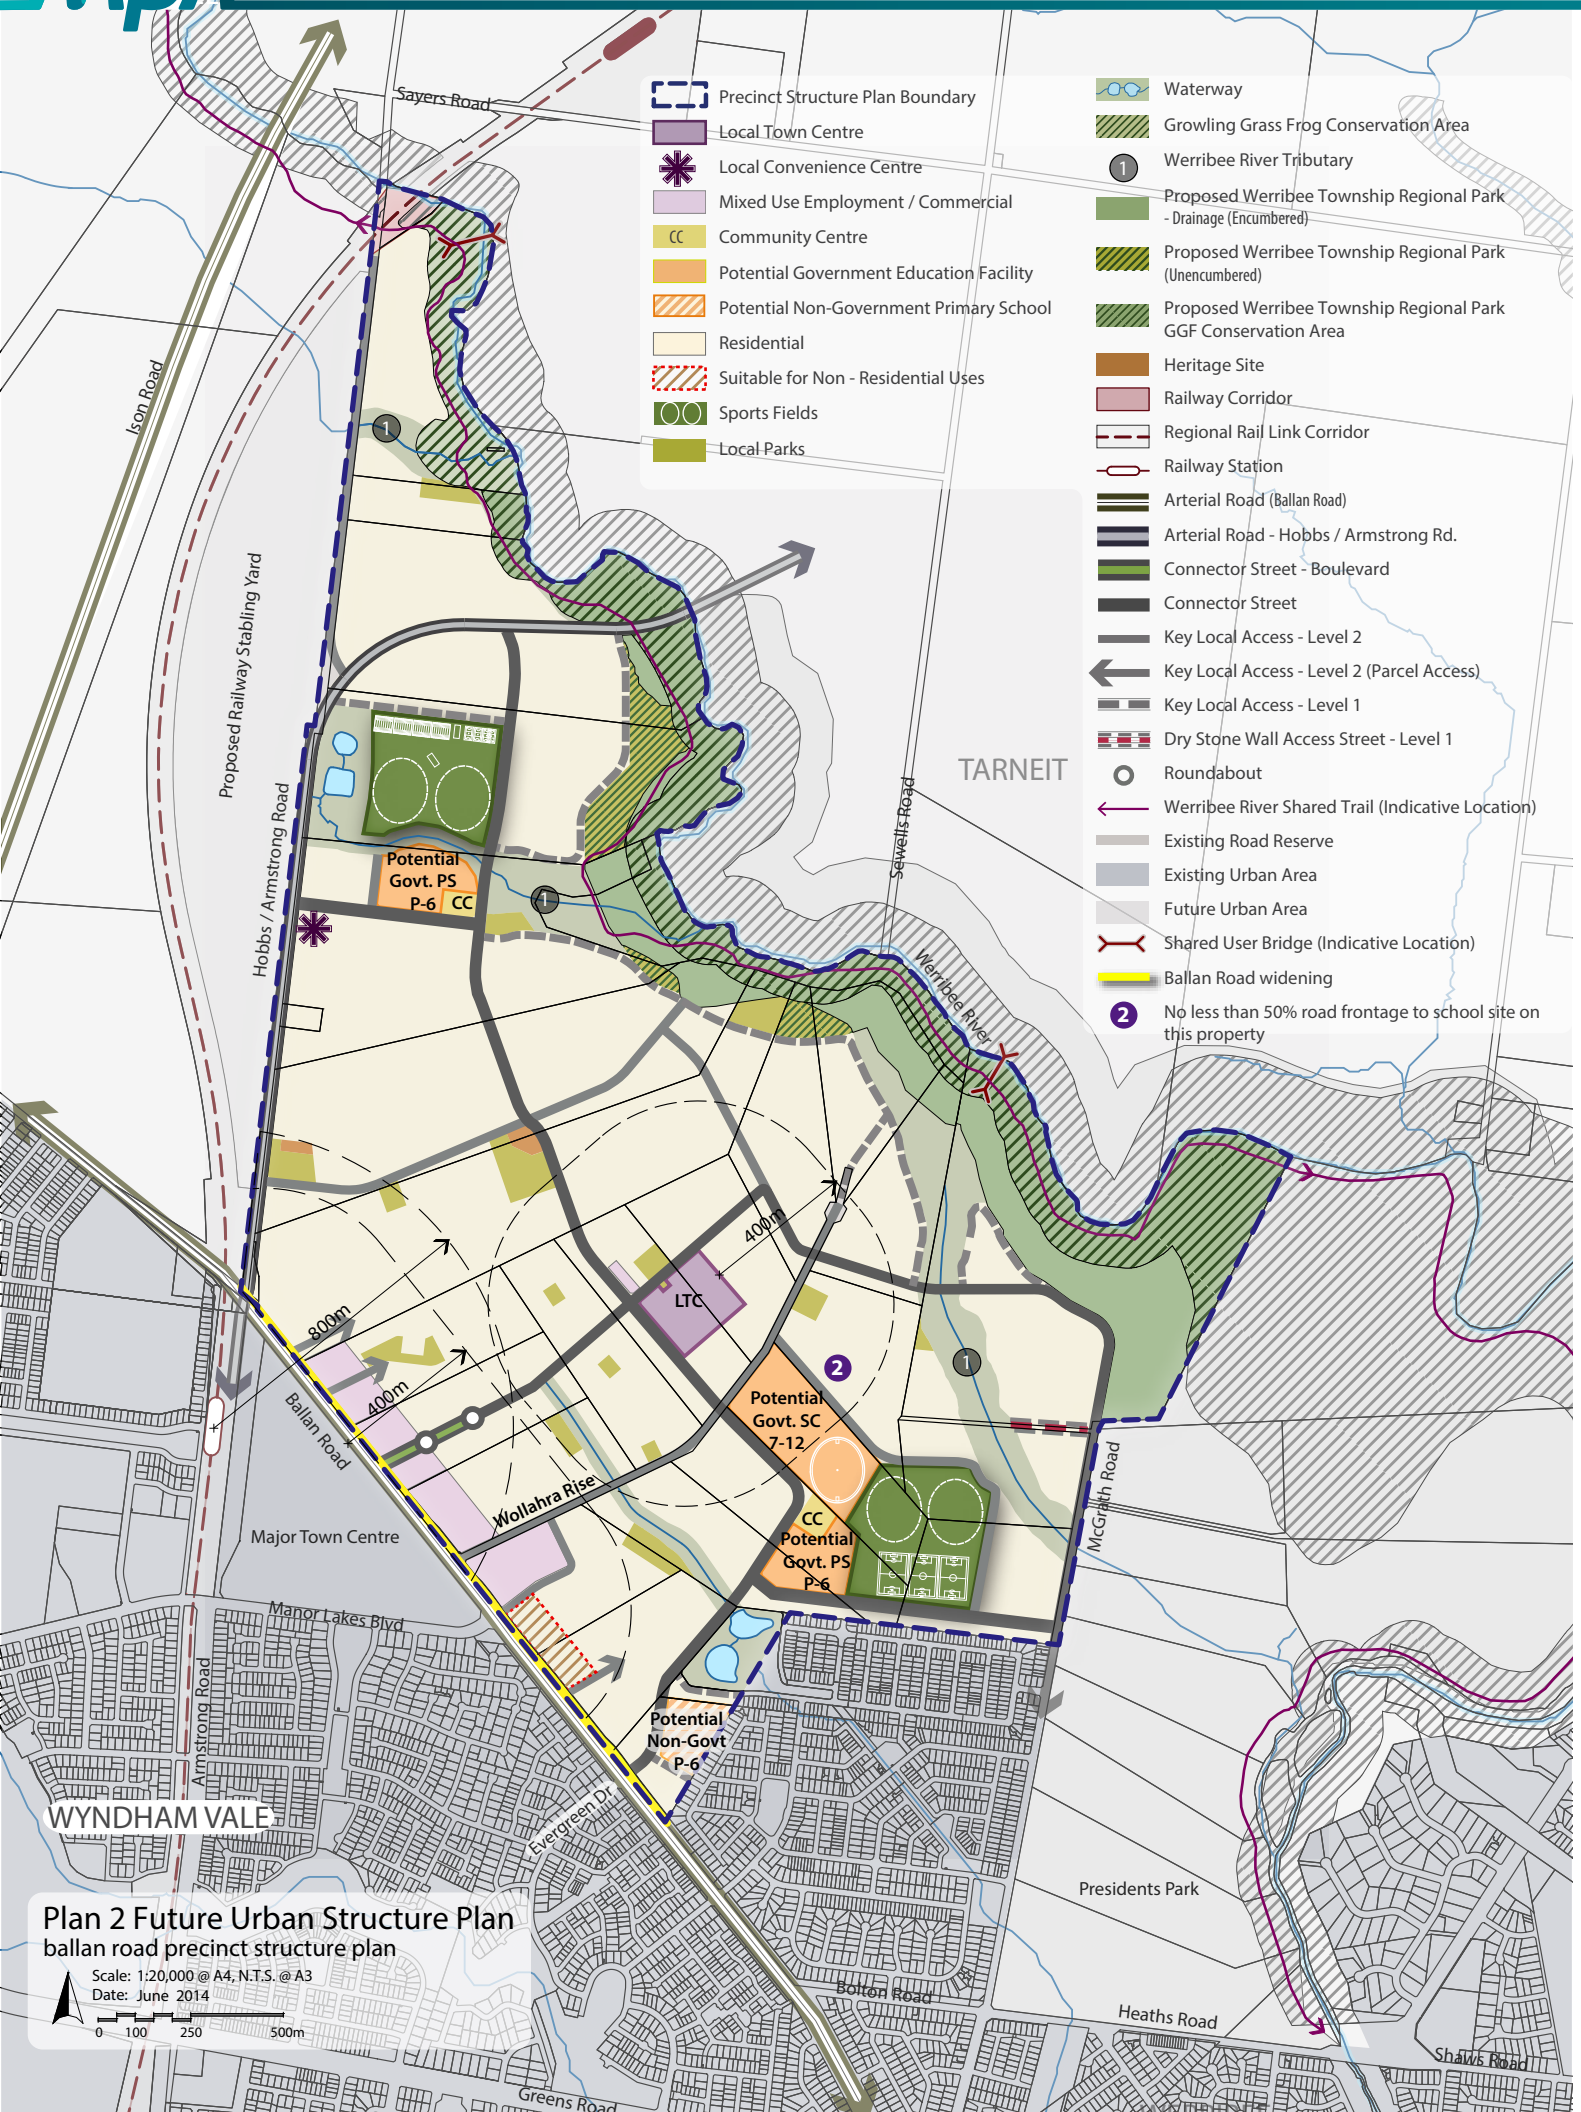 Sayers Road
Precinct Structure Plan Boundary
Local Town Centre
Local Convenience Centre
Mixed Use Employment / Commercial
CC
Community Centre
Potential Government Education Facility
Potential Non-Government Primary School
Residential
Suitable for Non - Residential Uses
Sports Fields
Local Parks
Waterway
Growling Grass Frog Conservation Area
1
Werribee River Tributary
Proposed Werribee Township Regional Park
- Drainage (Encumbered)
Proposed Werribee Township Regional Park
(Unencumbered)
Proposed Werribee Township Regional Park
GGF Conservation Area
Heritage Site
Railway Corridor
Regional Rail Link Corridor
Railway Station
Arterial Road (Ballan Road)
Arterial Road - Hobbs / Armstrong Rd.
Connector Street - Boulevard
Connector Street
Key Local Access - Level 2
Key Local Access - Level 2 (Parcel Access)
Key Local Access - Level 1
Dry Stone Wall Access Street - Level 1
Roundabout
Werribee River Shared Trail (Indicative Location)
Existing Road Reserve
Existing Urban Area
Future Urban Area
Shared User Bridge (Indicative Location)
Ballan Road widening
2
No less than 50% road frontage to school site on
this property
Ison Road
1
Proposed Railway Stabling Yard
TARNEIT
Sewells Road
Hobbs / Armstrong Road
Potential
Govt. PS
P-6
CC
1
Werribee River
400m
LTC
800m
400m
Ballan Road
2
1
Potential
Govt. SC
7-12
CC
Potential
Govt. PS
P-6
Wollahra Rise
McGrath Road
Major Town Centre
Manor Lakes Blvd
Armstrong Road
Potential
Non-Govt
P-6
Evergreen Dr
WYNDHAM VALE
Presidents Park
Plan 2 Future Urban Structure Plan
ballan road precinct structure plan
Scale: 1:20,000 @ A4, N.T.S. @ A3
Date: June 2014
0 100 250 500m
Bolton Road
Heaths Road
Shaws Road
Greens Road